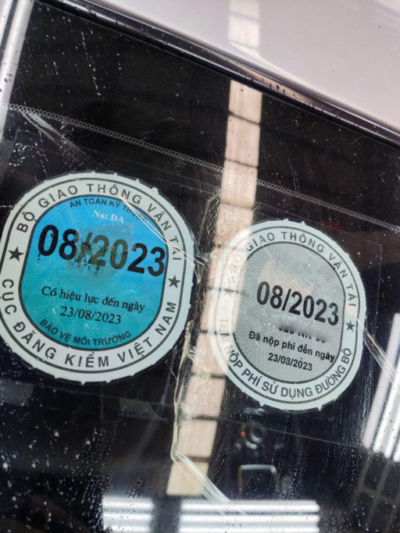 BỘ GIAO THÔNG VẬN TẢI
AN TOÀN KỸ
No: DA
08/2023
Có hiệu lực đến ngày
23/08/2023
BẢO VỆ MÔI TRƯỜNG
CỤC ĐĂNG KIỂM VIỆT NAM
BỘ GIAO THÔNG VẬN TẢI
08/2023
Đã nộp phí đến ngày
23/08/2023
NỘP PHÍ SỬ DỤNG ĐƯỜNG BỘ